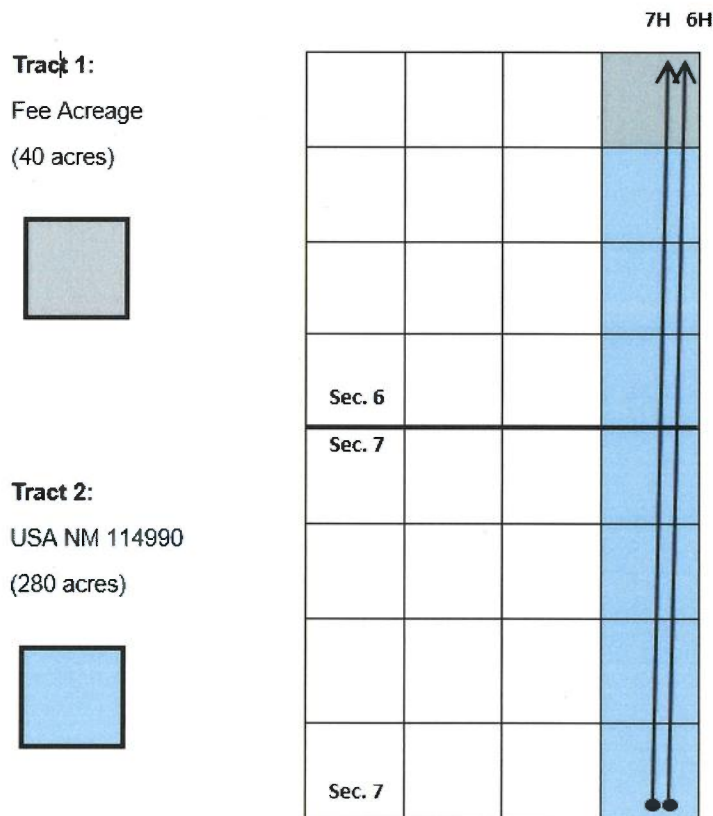 7H 6H
Tract 1:
Fee Acreage
(40 acres)
Sec. 6
Sec. 7
Tract 2:
USA NM 114990
(280 acres)
Sec. 7